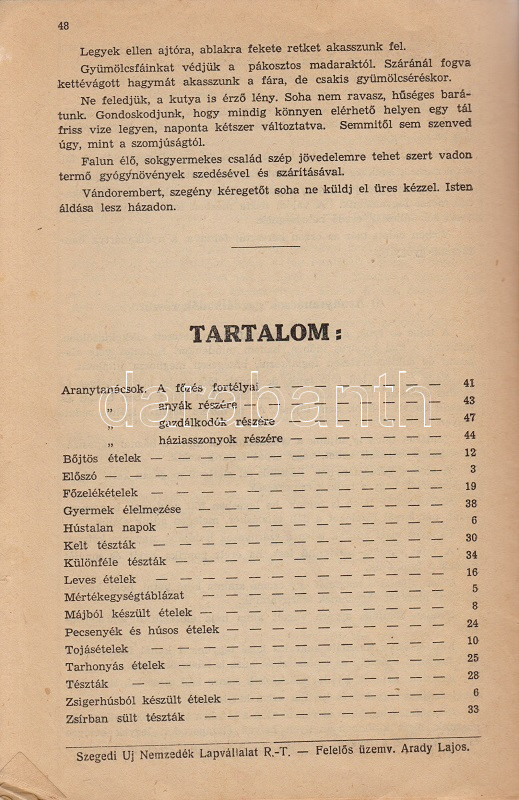 48
Legyek ellen ajtóra, ablakra fekete retket akasszunk fel.
Gyümölcsfáinkat védjük a pákosztos madaraktól. Száránál fogva
kettévágott hagymát akasszunk a fára, de csakis gyümölcséréskor.
Ne feledjük, a kutya is érző lény. Soha nem ravasz, hűséges bará-
tunk. Gondoskodjunk, hogy mindig könnyen elérhető helyen egy tál
friss vize legyen, naponta kétszer változtatva. Semmitől sem szenved
úgy, mint a szomjúságtól.
Falun élő, sokgyermekes család szép jövedelemre tehet szert vadon
termő gyógynövények szedésével és szárításával.
Vándorembert, szegény kéregetőt soha ne küldj el üres kézzel. Isten
áldása lesz házadon.
TARTALOM:
Aranytanácsok. A főzés fortélyai — — — — — — — 41
„ anyák részére — — — — — — — — 43
„ gazdálkodók részére — — — — — — 47
„ háziasszonyok részére — — — — — — 44
Bőjtös ételek — — — — — — — — — — — 12
Előszó — — — — — — — — — — — — 3
Főzelékételek — — — — — — — — — — — 19
Gyermek élelmezése — — — — — — — — — 38
Hústalan napok — — — — — — — — — — 6
Kelt tészták — — — — — — — — — — — 30
Különféle tészták — — — — — — — — — — 34
Leves ételek — — — — — — — — — — — 16
Mértékegységtáblázat — — — — — — — — — 5
Májból készült ételek — — — — — — — — — 8
Pecsenyék és húsos ételek — — — — — — — — 24
Tojásételek — — — — — — — — — — — 10
Tarhonyás ételek — — — — — — — — — — 25
Tészták — — — — — — — — — — — — 28
Zsigerhúsból készült ételek — — — — — — — — 6
Zsírban sült tészták — — — — — — — — — 33
Szegedi Uj Nemzedék Lapvállalat R.-T. — Felelős üzemv. Arady Lajos.
darabanth